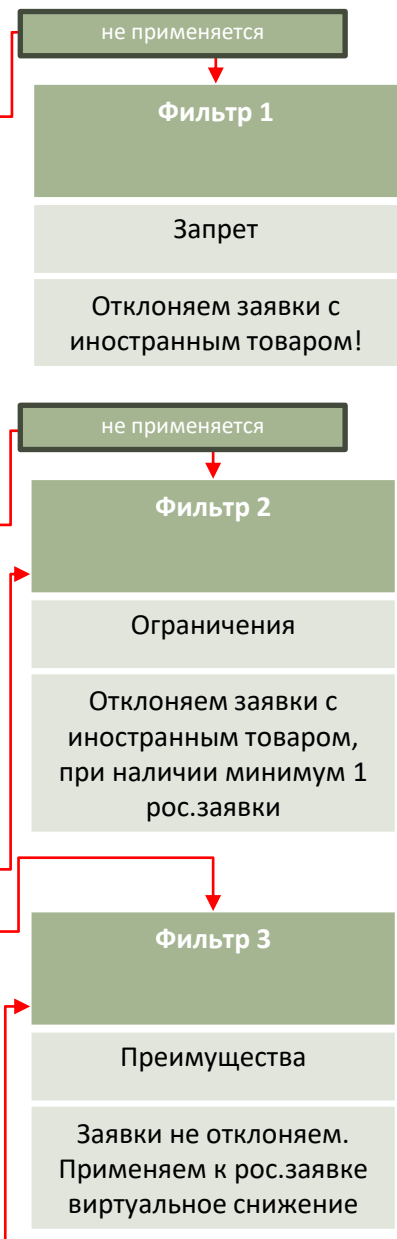 не применяется
Фильтр 1
Запрет
Отклоняем заявки с
иностранным товаром!
не применяется
Фильтр 2
Ограничения
Отклоняем заявки с
иностранным товаром,
при наличии минимум 1
рос.заявки
Фильтр 3
Преимущества
Заявки не отклоняем.
Применяем к рос.заявке
виртуальное снижение